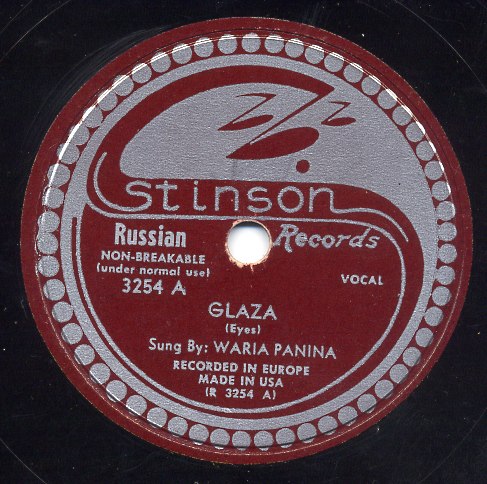 Stinson
Records
Russian
NON-BREAKABLE
(under normal use)
3254 A
VOCAL
GLAZA
(Eyes)
Sung By: WARIA PANINA
RECORDED IN EUROPE
MADE IN USA
(R 3254 A)